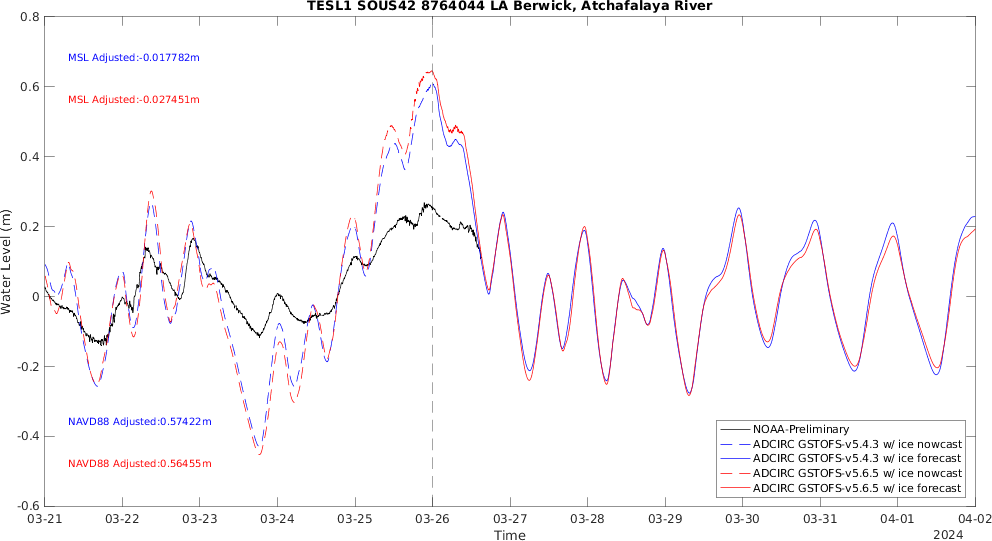 TESL1 SOUS42 8764044 LA Berwick, Atchafalaya River
0.8
0.6
0.4
0.2
0
-0.2
-0.4
-0.6
Water Level (m)
MSL Adjusted:-0.017782m
MSL Adjusted:-0.027451m
NAVD88 Adjusted:0.57422m
NAVD88 Adjusted:0.56455m
NOAA-Preliminary
ADCIRC GSTOFS-v5.4.3 w/ ice nowcast
ADCIRC GSTOFS-v5.4.3 w/ ice forecast
ADCIRC GSTOFS-v5.6.5 w/ ice nowcast
ADCIRC GSTOFS-v5.6.5 w/ ice forecast
03-21 03-22 03-23 03-24 03-25 03-26 03-27 03-28 03-29 03-30 03-31 04-01 04-02
Time
2024